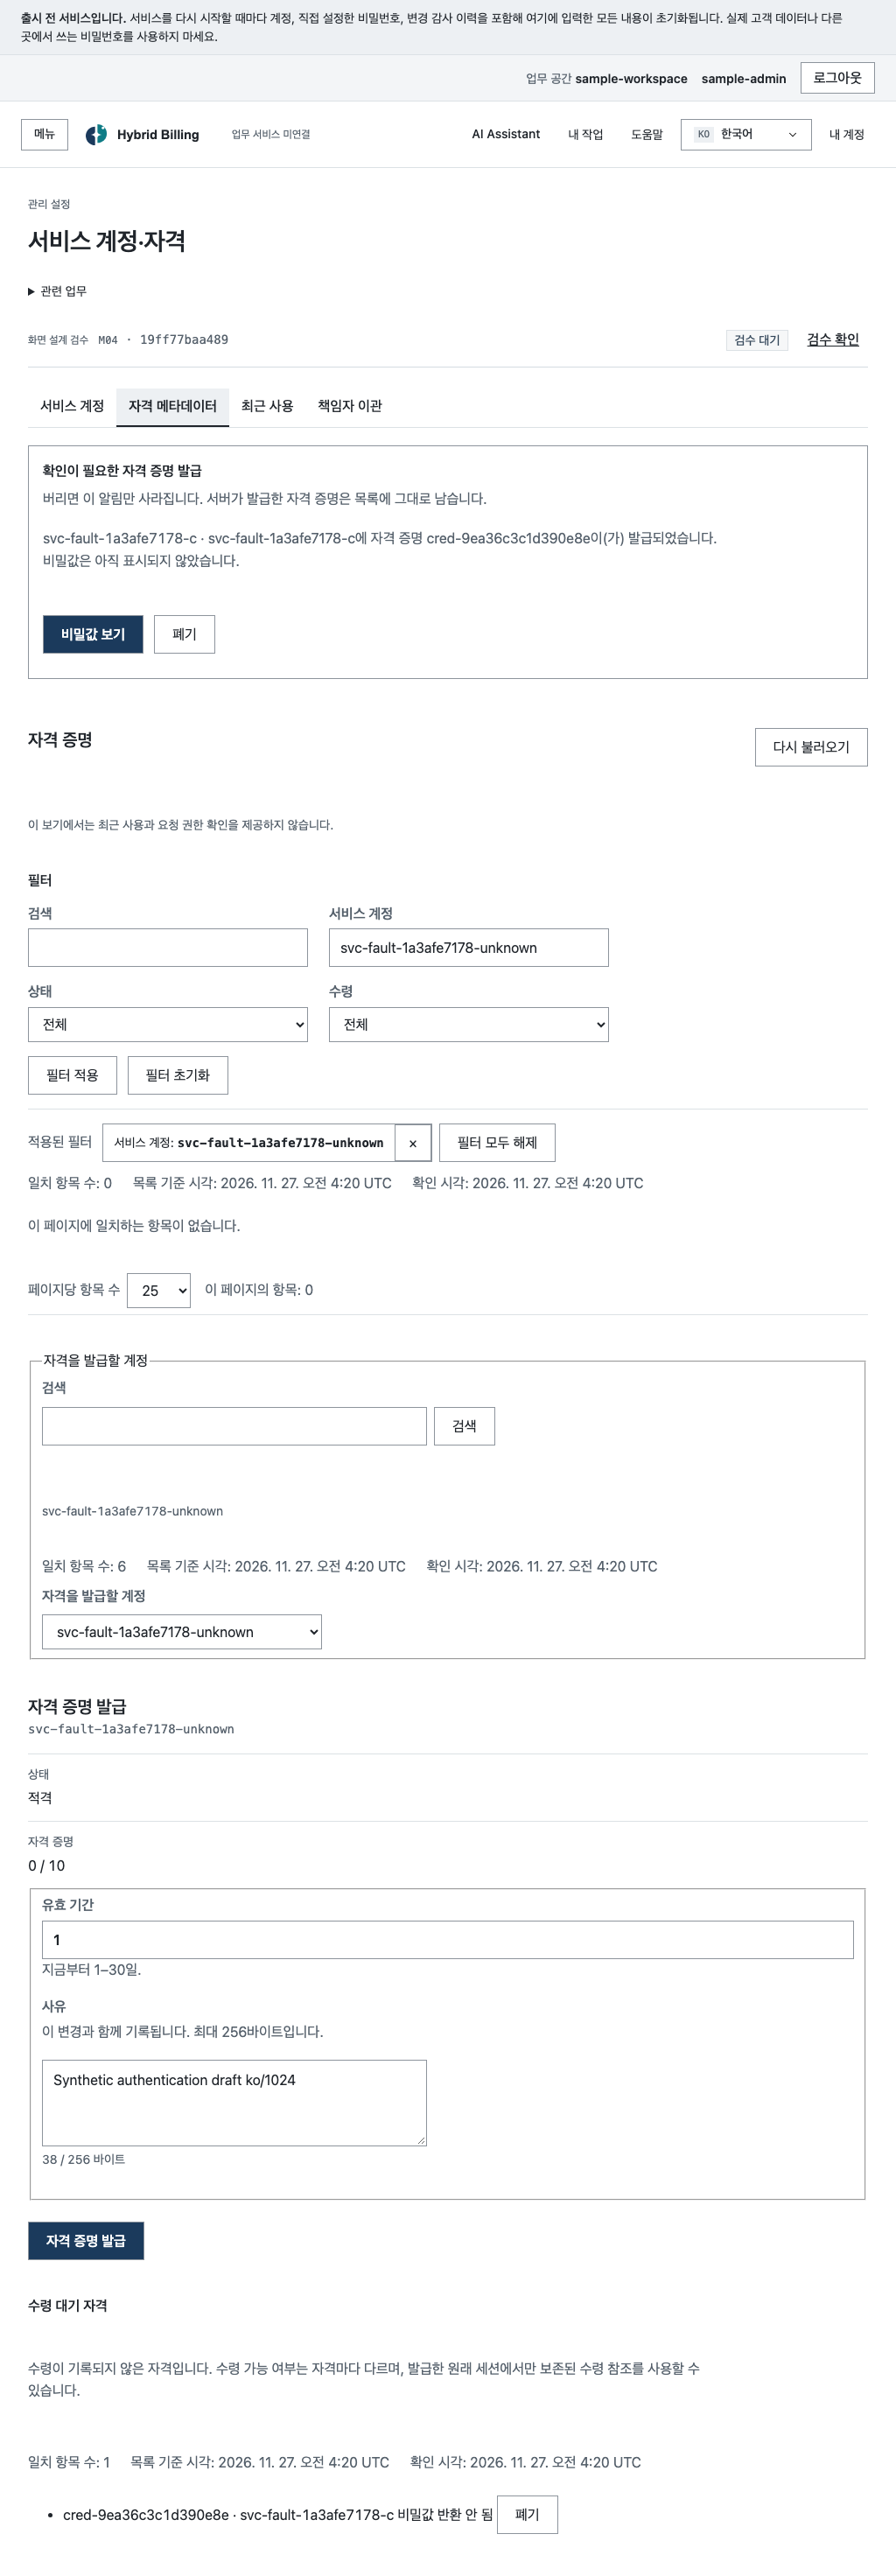 출시 전 서비스입니다. 서비스를 다시 시작할 때마다 계정, 직접 설정한 비밀번호, 변경 감사 이력을 포함해 여기에 입력한 모든 내용이 초기화됩니다. 실제 고객 데이터나 다른
곳에서 쓰는 비밀번호를 사용하지 마세요.
업무 공간 sample-workspace sample-admin 로그아웃
메뉴 Hybrid Billing 업무 서비스 미연결 AI Assistant 내 작업 도움말 KO 한국어 내 계정
관리 설정
서비스 계정·자격
▶ 관련 업무
화면 설계 검수 M04 · 19ff77baa489 검수 대기 검수 확인
서비스 계정 자격 메타데이터 최근 사용 책임자 이관
확인이 필요한 자격 증명 발급
버리면 이 알림만 사라집니다. 서버가 발급한 자격 증명은 목록에 그대로 남습니다.
svc-fault-1a3afe7178-c · svc-fault-1a3afe7178-c에 자격 증명 cred-9ea36c3c1d390e8e이(가) 발급되었습니다.
비밀값은 아직 표시되지 않았습니다.
비밀값 보기 폐기
자격 증명 다시 불러오기
이 보기에서는 최근 사용과 요청 권한 확인을 제공하지 않습니다.
필터
검색 서비스 계정
svc-fault-1a3afe7178-unknown
상태 수령
전체 전체
필터 적용 필터 초기화
적용된 필터 서비스 계정: svc-fault-1a3afe7178-unknown × 필터 모두 해제
일치 항목 수: 0 목록 기준 시각: 2026. 11. 27. 오전 4:20 UTC 확인 시각: 2026. 11. 27. 오전 4:20 UTC
이 페이지에 일치하는 항목이 없습니다.
페이지당 항목 수 25 이 페이지의 항목: 0
자격을 발급할 계정
검색
검색
svc-fault-1a3afe7178-unknown
일치 항목 수: 6 목록 기준 시각: 2026. 11. 27. 오전 4:20 UTC 확인 시각: 2026. 11. 27. 오전 4:20 UTC
자격을 발급할 계정
svc-fault-1a3afe7178-unknown
자격 증명 발급
svc-fault-1a3afe7178-unknown
상태
적격
자격 증명
0 / 10
유효 기간
1
지금부터 1–30일.
사유
이 변경과 함께 기록됩니다. 최대 256바이트입니다.
Synthetic authentication draft ko/1024
38 / 256 바이트
자격 증명 발급
수령 대기 자격
수령이 기록되지 않은 자격입니다. 수령 가능 여부는 자격마다 다르며, 발급한 원래 세션에서만 보존된 수령 참조를 사용할 수
있습니다.
일치 항목 수: 1 목록 기준 시각: 2026. 11. 27. 오전 4:20 UTC 확인 시각: 2026. 11. 27. 오전 4:20 UTC
• cred-9ea36c3c1d390e8e · svc-fault-1a3afe7178-c 비밀값 반환 안 됨 폐기